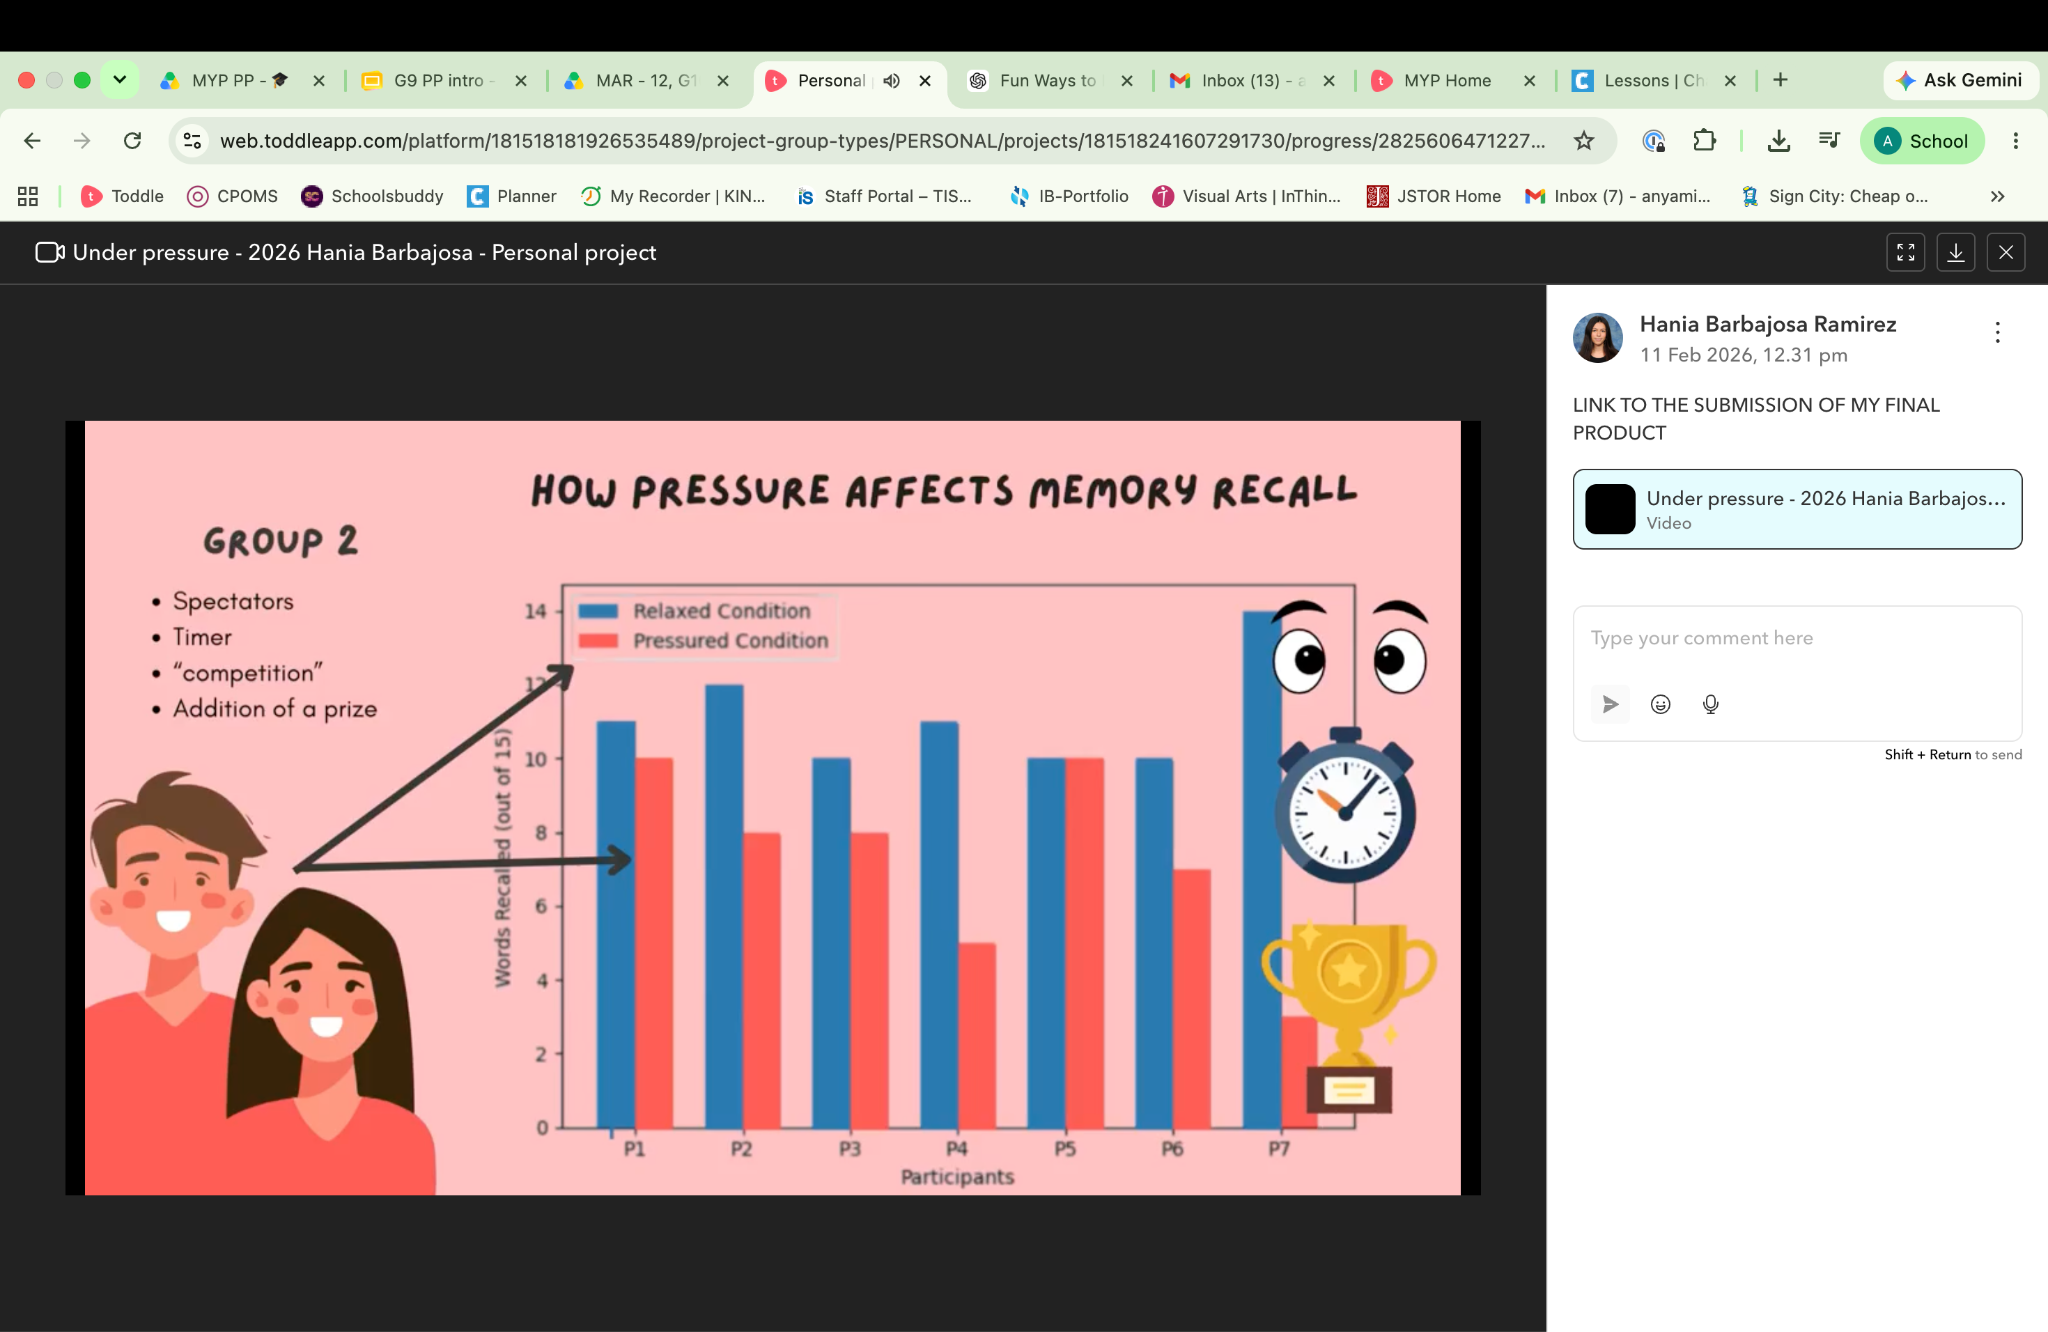 MYP PP - 🎓
G9 PP intro -
MAR - 12, G1
Personal
Fun Ways to
Inbox (13) - a
MYP Home
Lessons | Ch
Ask Gemini
web.toddleapp.com/platform/181518181926535489/project-group-types/PERSONAL/projects/181518241607291730/progress/2825606471227...
A School
Toddle
CPOMS
Schoolsbuddy
Planner
My Recorder | KIN...
Staff Portal – TIS...
IB-Portfolio
Visual Arts | InThin...
JSTOR Home
Inbox (7) - anyami...
Sign City: Cheap o...
Under pressure - 2026 Hania Barbajosa - Personal project
HOW PRESSURE AFFECTS MEMORY RECALL
GROUP 2
• Spectators
• Timer
• “competition”
• Addition of a prize
Relaxed Condition
Pressured Condition
Words Recalled (out of 15)
14
12
10
8
6
4
2
0
P1 P2 P3 P4 P5 P6 P7
Participants
Hania Barbajosa Ramirez
11 Feb 2026, 12.31 pm
LINK TO THE SUBMISSION OF MY FINAL
PRODUCT
Under pressure - 2026 Hania Barbajos...
Video
Type your comment here
Shift + Return to send